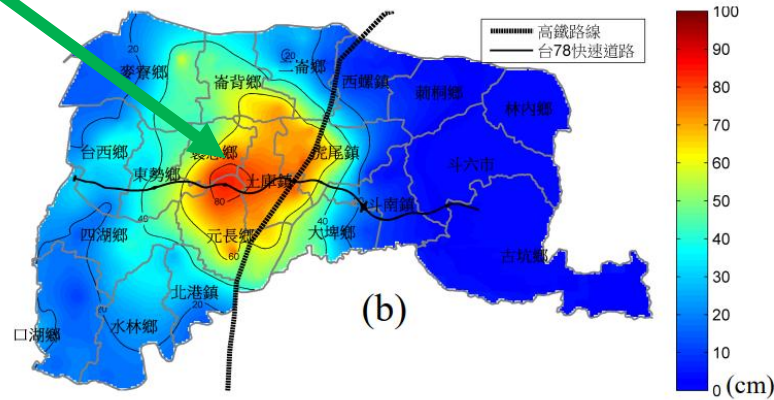 100
高鐵路線
台78快速道路
90
80
70
60
50
40
30
20
10
0 (cm)
20
20
二崙鄉
麥寮鄉
崙背鄉
西螺鎮
莿桐鄉
林內鄉
台西鄉
褒忠鄉
虎尾鎮
斗六市
東勢鄉
土庫鎮
80
斗南鎮
40
四湖鄉
元長鄉
40
大埤鄉
60
古坑鄉
北港鎮
20
(b)
口湖鄉
水林鄉